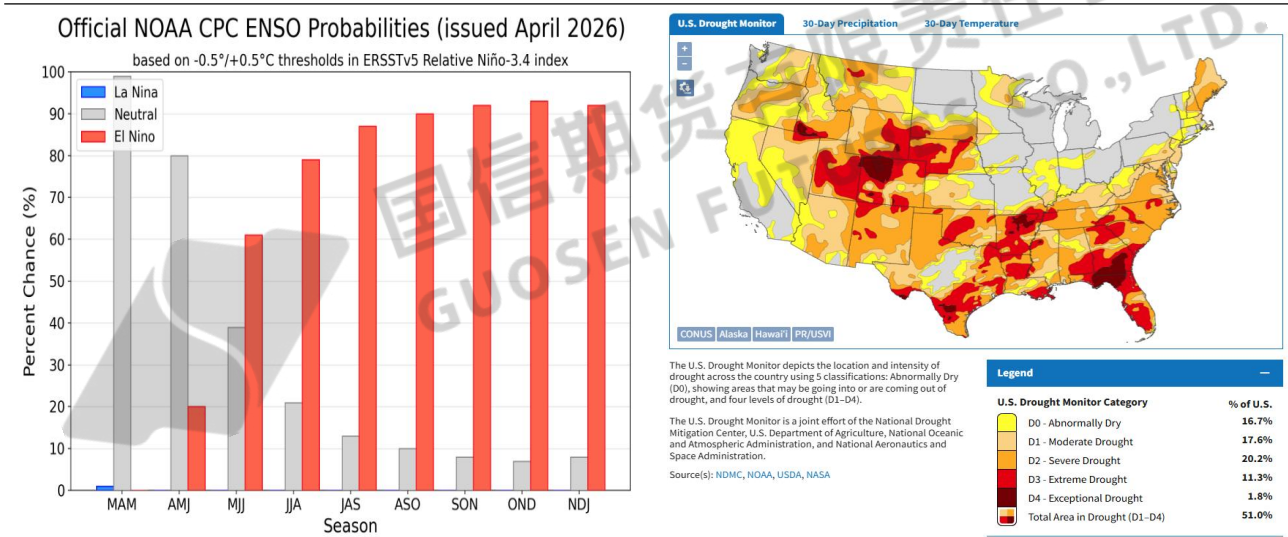 Official NOAA CPC ENSO Probabilities (issued April 2026)
based on -0.5°/+0.5°C thresholds in ERSSTv5 Relative Niño-3.4 index
Percent Chance (%)
100
90
80
70
60
50
40
30
20
10
0
La Nina
Neutral
El Nino
MAM AMJ MJJ JJA JAS ASO SON OND NDJ
Season
U.S. Drought Monitor 30-Day Precipitation 30-Day Temperature
+
−
CONUS Alaska Hawai'i PR/USVI
The U.S. Drought Monitor depicts the location and intensity of
drought across the country using 5 classifications: Abnormally Dry
(D0), showing areas that may be going into or are coming out of
drought, and four levels of drought (D1–D4).
The U.S. Drought Monitor is a joint effort of the National Drought
Mitigation Center, U.S. Department of Agriculture, National Oceanic
and Atmospheric Administration, and National Aeronautics and
Space Administration.
Source(s): NDMC, NOAA, USDA, NASA
Legend —
U.S. Drought Monitor Category % of U.S.
D0 - Abnormally Dry 16.7%
D1 - Moderate Drought 17.6%
D2 - Severe Drought 20.2%
D3 - Extreme Drought 11.3%
D4 - Exceptional Drought 1.8%
Total Area in Drought (D1–D4) 51.0%
国信期货有限责任
GUOSEN FUTURES CO.,LTD.